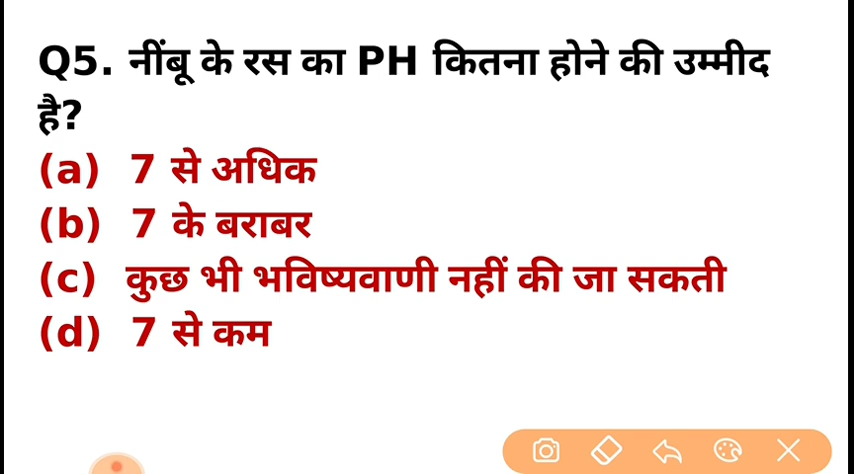 Q5. नींबू के रस का PH कितना होने की उम्मीद
है?
(a) 7 से अधिक
(b) 7 के बराबर
(c) कुछ भी भविष्यवाणी नहीं की जा सकती
(d) 7 से कम